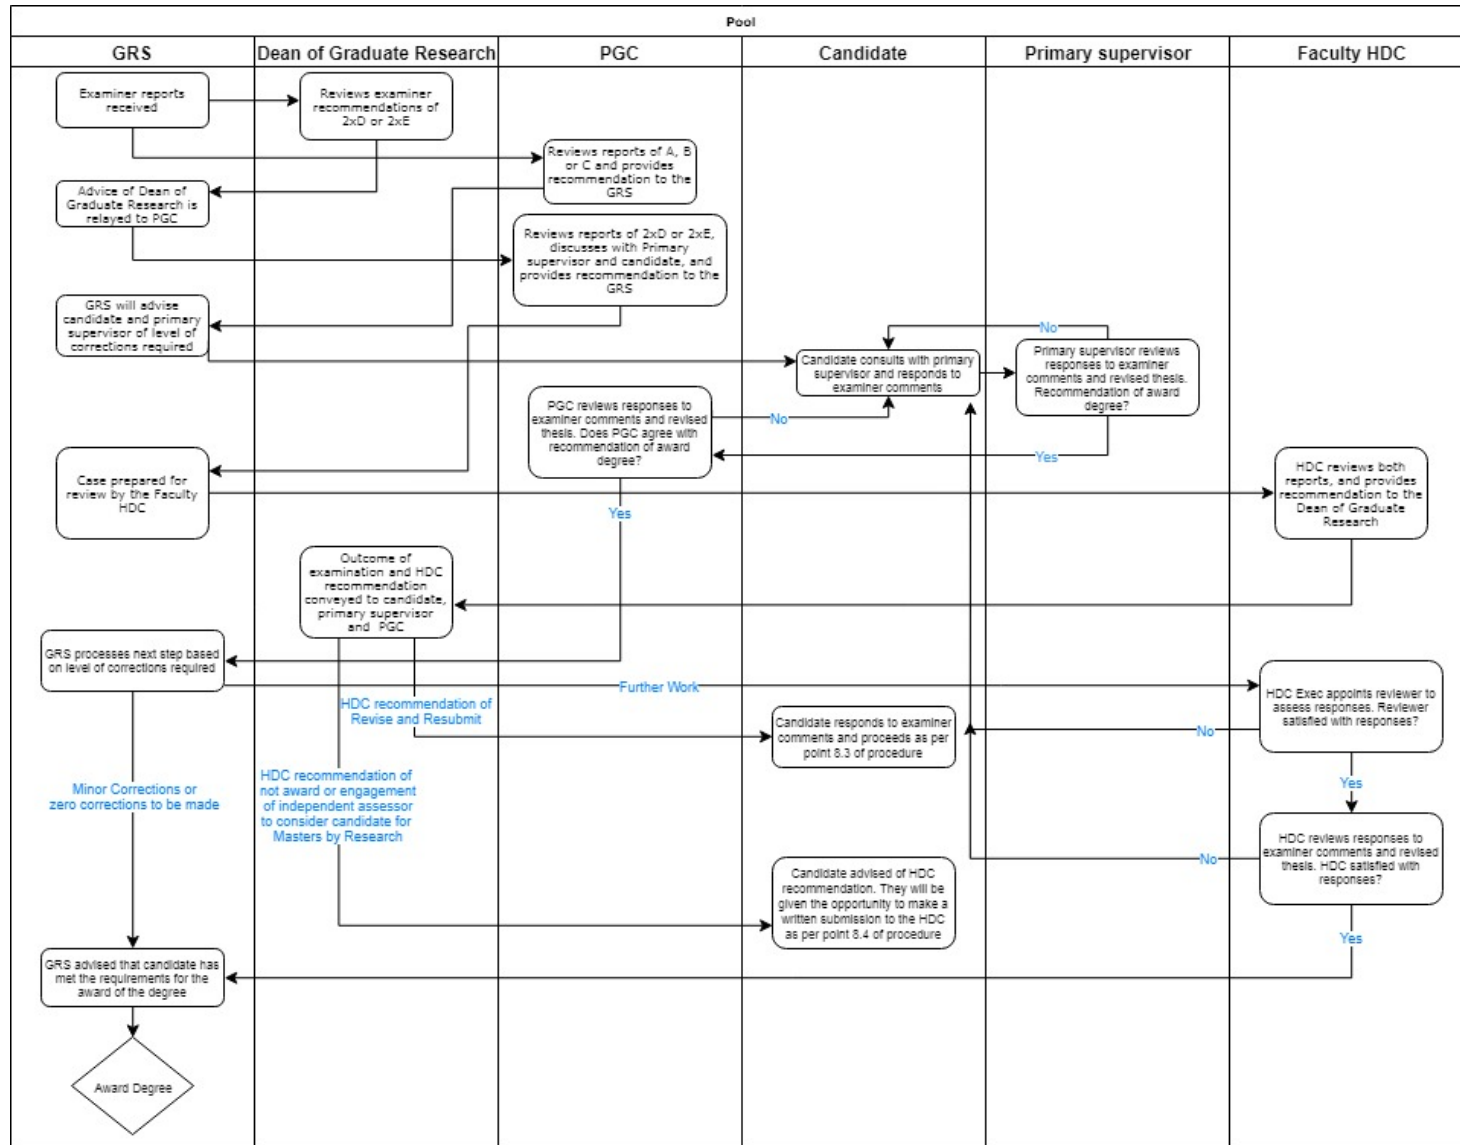 Pool
GRS
Dean of Graduate Research
PGC
Candidate
Primary supervisor
Faculty HDC
Examiner reports
received
Reviews examiner
recommendations of
2xD or 2xE
Reviews reports of A, B
or C and provides
recommendation to the
GRS
Advice of Dean of
Graduate Research is
relayed to PGC
Reviews reports of 2xD or 2xE,
discusses with Primary
supervisor and candidate, and
provides recommendation to the
GRS
GRS will advise
candidate and primary
supervisor of level of
corrections required
No
Candidate consults with primary
supervisor and responds to
examiner comments
Primary supervisor reviews
responses to examiner
comments and revised thesis.
Recommendation of award
degree?
PGC reviews responses to
examiner comments and revised
thesis. Does PGC agree with
recommendation of award
degree?
No
Yes
Case prepared for
review by the Faculty
HDC
HDC reviews both
reports, and provides
recommendation to the
Dean of Graduate
Research
Yes
Outcome of
examination and HDC
recommendation
conveyed to candidate,
primary supervisor
and PGC
GRS processes next step based
on level of corrections required
Further Work
HDC recommendation of
Revise and Resubmit
Candidate responds to examiner
comments and proceeds as per
point 8.3 of procedure
HDC Exec appoints reviewer to
assess responses. Reviewer
satisfied with responses?
No
Yes
Minor Corrections or
zero corrections to be made
HDC recommendation of
not award or engagement
of independent assessor
to consider candidate for
Masters by Research
HDC reviews responses to
examiner comments and revised
thesis. HDC satisfied with
responses?
No
Candidate advised of HDC
recommendation. They will be
given the opportunity to make a
written submission to the HDC
as per point 8.4 of procedure
Yes
GRS advised that candidate has
met the requirements for the
award of the degree
Award Degree